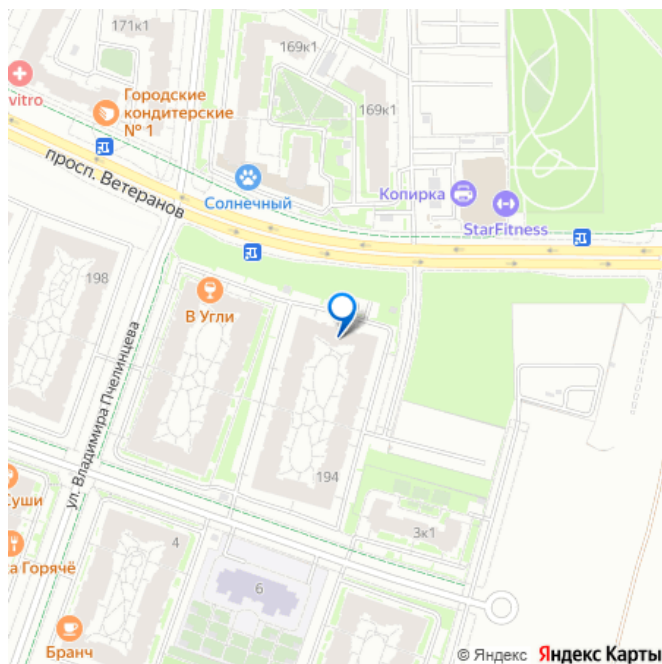 171к1
169к1
vitro
Городские
кондитерские
№ 1
169к1
просп. Ветеранов
Солнечный
Копирка
StarFitness
198
В Угли
ул. Владимира Пчелинцева
194
Суши
3к1
4
ка Горячё
6
Бранч
© Яндекс Яндекс Карты